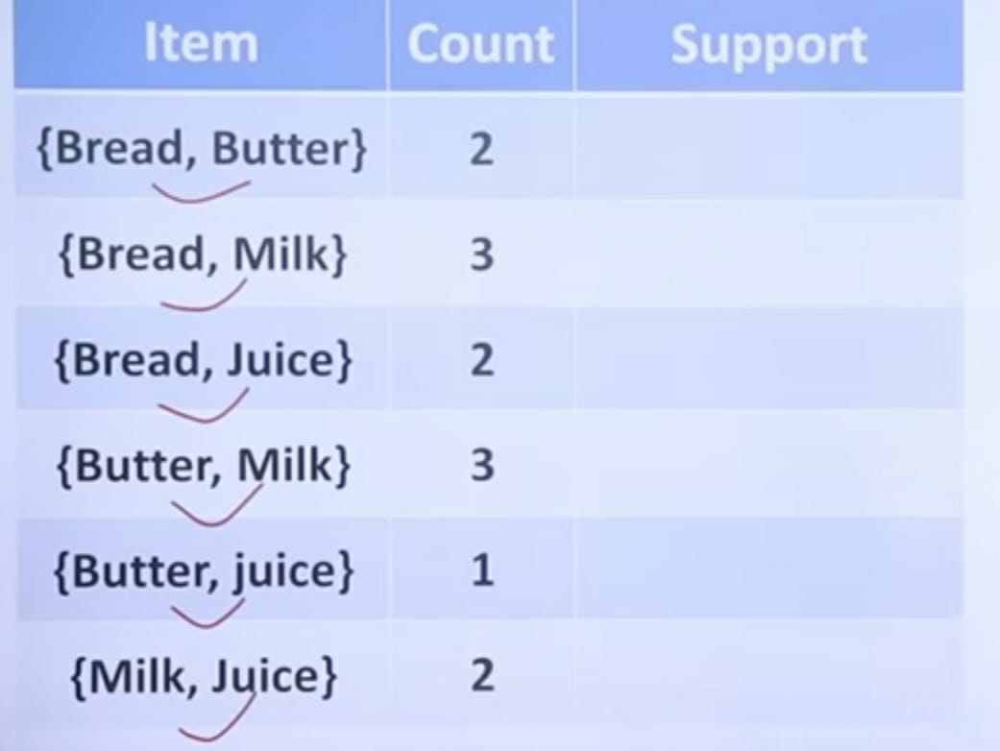 Item Count Support
{Bread, Butter} 2
{Bread, Milk} 3
{Bread, Juice} 2
{Butter, Milk} 3
{Butter, juice} 1
{Milk, Juice} 2